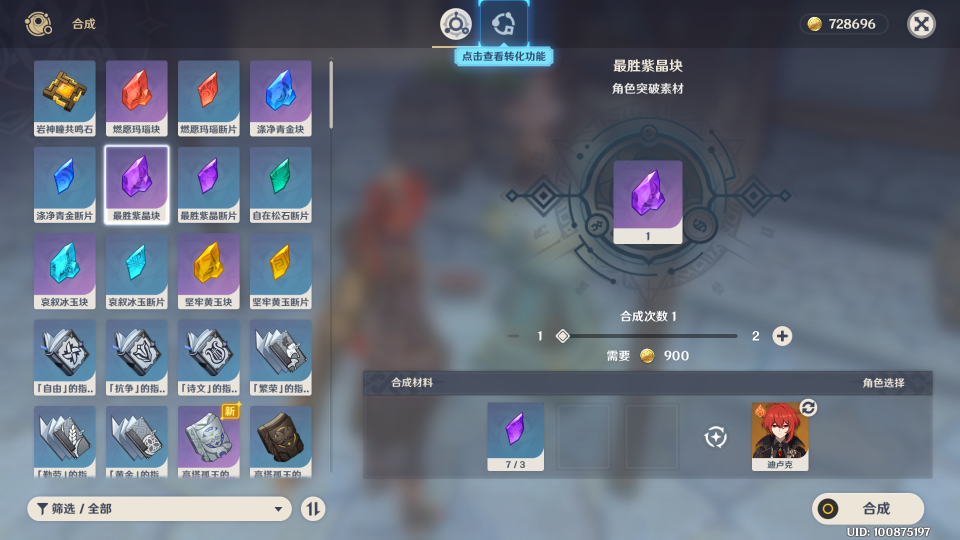 合成
728696
点击查看转化功能
最胜紫晶块
角色突破素材
岩神瞳共鸣石
燃愿玛瑙块
燃愿玛瑙断片
涤净青金块
涤净青金断片
最胜紫晶块
最胜紫晶断片
自在松石断片
1
哀叙冰玉块
哀叙冰玉断片
坚牢黄玉块
坚牢黄玉断片
合成次数 1
1
2
需要 900
「自由」的指..
「抗争」的指..
「诗文」的指..
「繁荣」的指..
合成材料
角色选择
新
7 / 3
迪卢克
「勤劳」的指..
「黄金」的指..
高塔孤王的
高塔孤王的
筛选 / 全部
合成
UID: 100875197